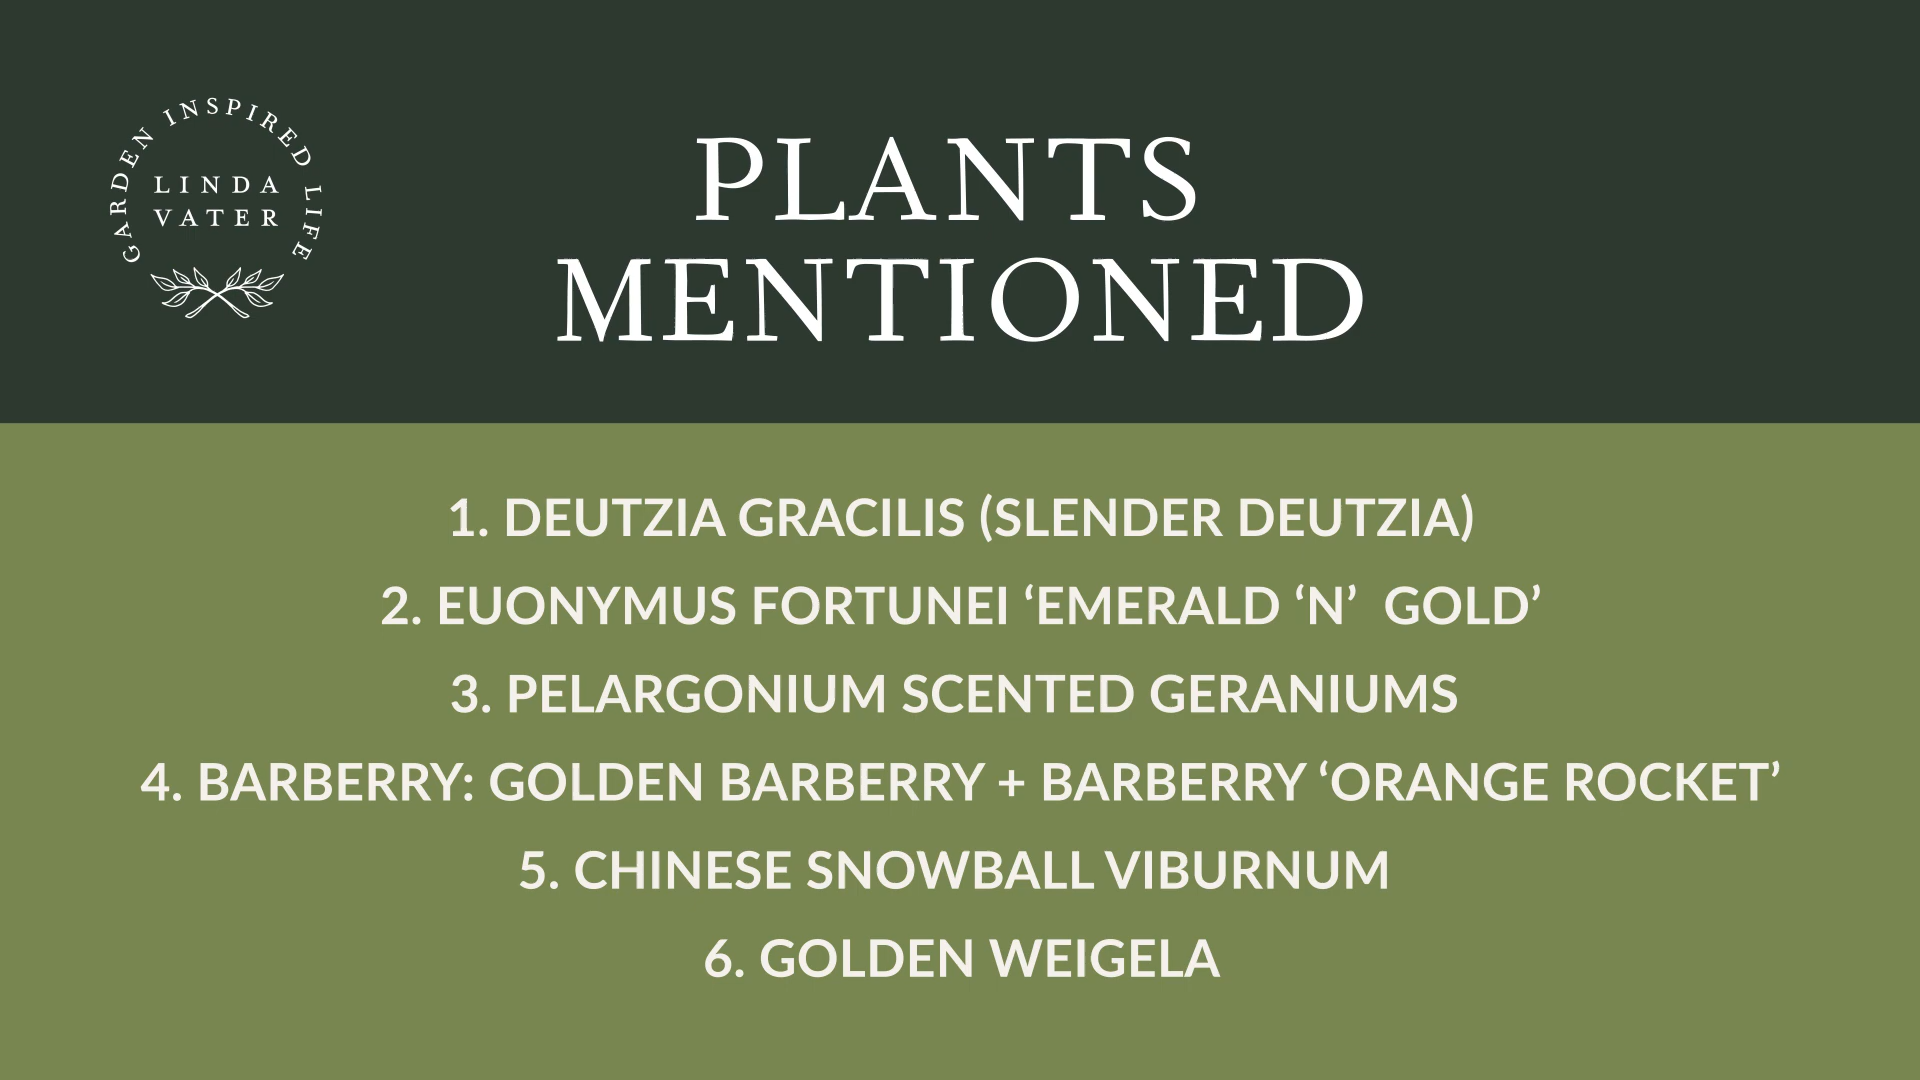 GARDEN INSPIRED LIFE
LINDA
VATER
PLANTS
MENTIONED
1. DEUTZIA GRACILIS (SLENDER DEUTZIA)
2. EUONYMUS FORTUNEI ‘EMERALD ‘N’  GOLD’
3. PELARGONIUM SCENTED GERANIUMS
4. BARBERRY: GOLDEN BARBERRY + BARBERRY ‘ORANGE ROCKET’
5. CHINESE SNOWBALL VIBURNUM
6. GOLDEN WEIGELA